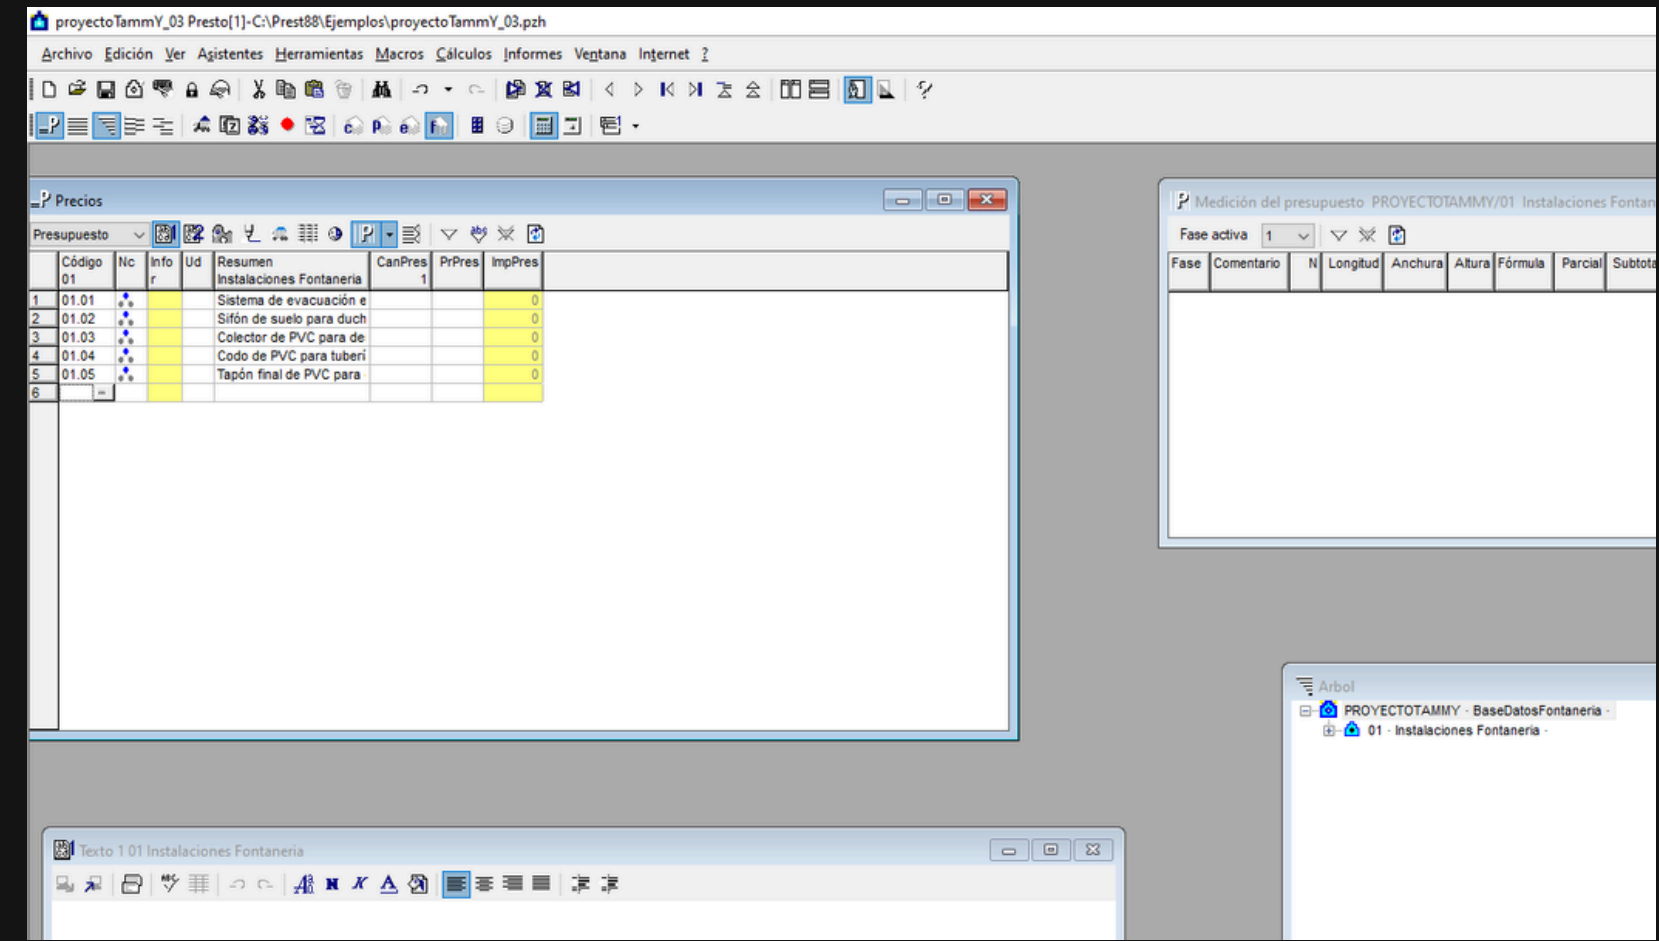 proyectoTammY_03 Presto[1]-C:\Prest88\Ejemplos\proyectoTammY_03.pzh
Archivo Edición Ver Asistentes Herramientas Macros Cálculos Informes Ventana Internet ?
Precios
Presupuesto
Código Nc Info Ud Resumen CanPres PrPres ImpPres
01 r Instalaciones Fontaneria 1
1 01.01 Sistema de evacuación e 0
2 01.02 Sifón de suelo para duch 0
3 01.03 Colector de PVC para de 0
4 01.04 Codo de PVC para tuberí 0
5 01.05 Tapón final de PVC para 0
6
Medición del presupuesto PROYECTOTAMMY/01 Instalaciones Fontan
Fase activa 1
Fase Comentario N Longitud Anchura Altura Fórmula Parcial Subtota
Arbol
PROYECTOTAMMY - BaseDatosFontaneria -
01 - Instalaciones Fontaneria -
Texto 1 01 Instalaciones Fontaneria